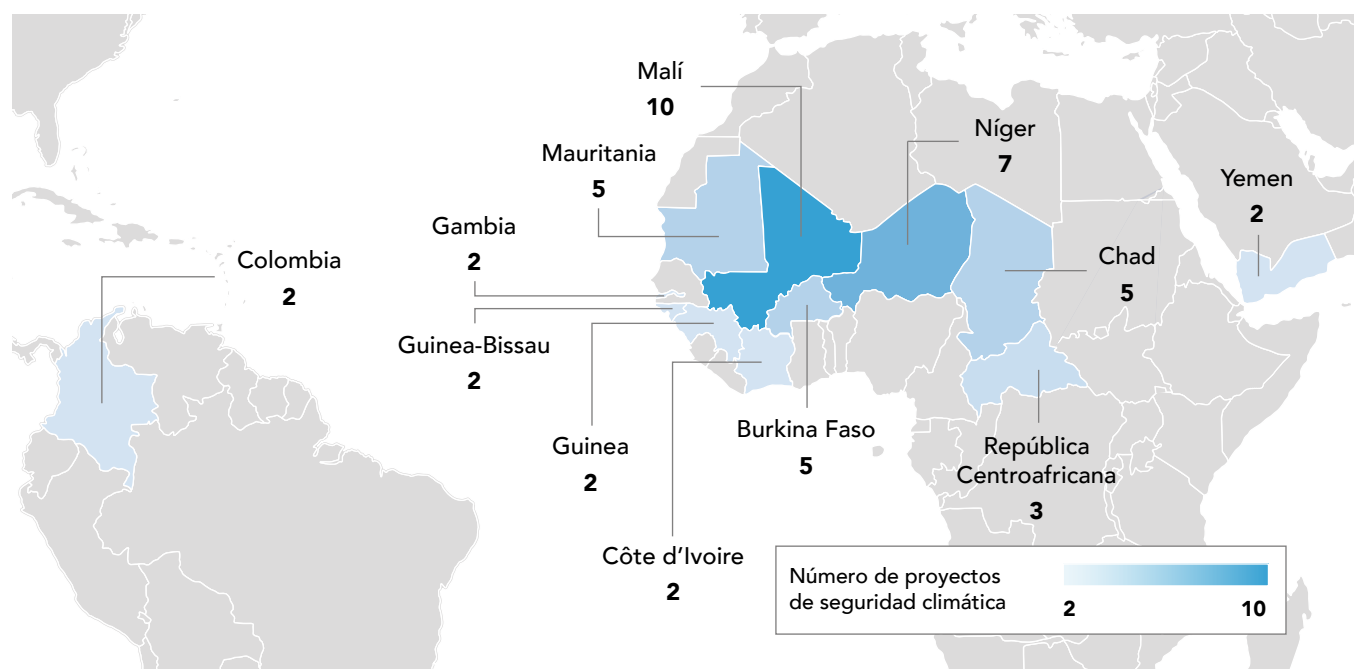 Malí
10
Níger
7
Mauritania
5
Yemen
2
Gambia
2
Colombia
2
Chad
5
Guinea-Bissau
2
Guinea
2
Burkina Faso
5
República
Centroafricana
3
Côte d’Ivoire
2
Número de proyectos
de seguridad climática
2 10